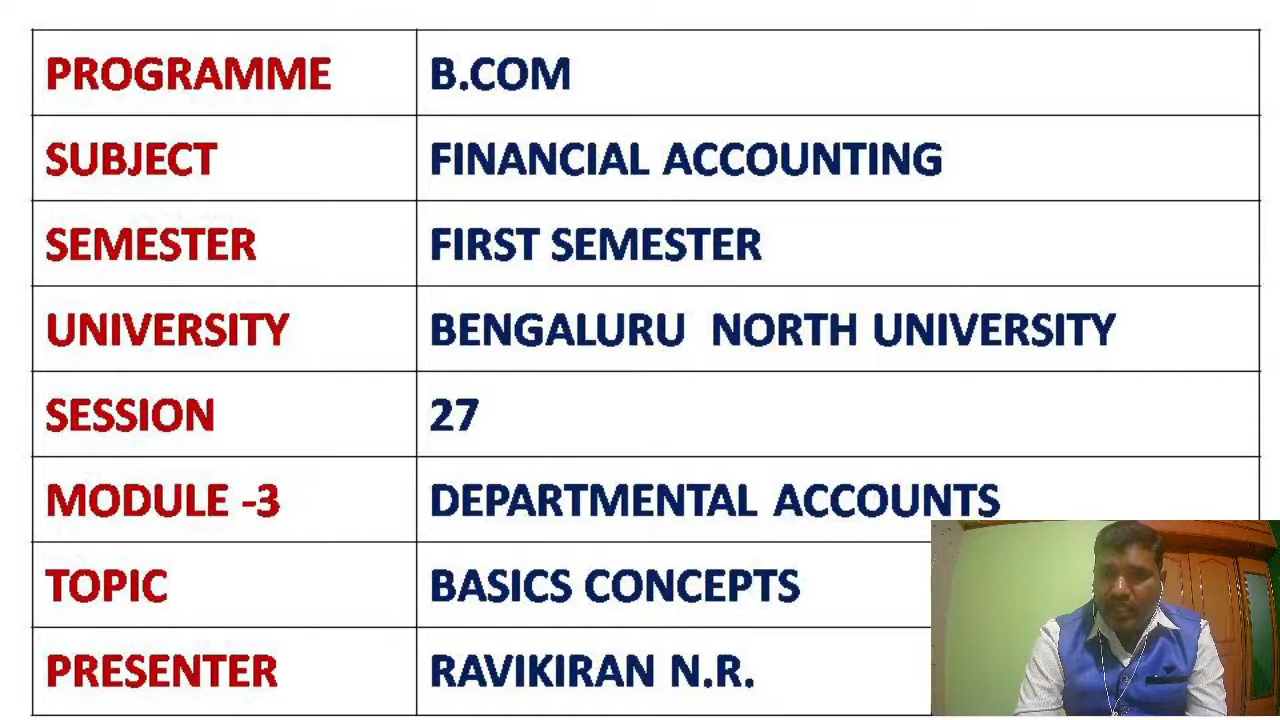 PROGRAMME B.COM
SUBJECT FINANCIAL ACCOUNTING
SEMESTER FIRST SEMESTER
UNIVERSITY BENGALURU NORTH UNIVERSITY
SESSION 27
MODULE -3 DEPARTMENTAL ACCOUNTS
TOPIC BASICS CONCEPTS
PRESENTER RAVIKIRAN N.R.